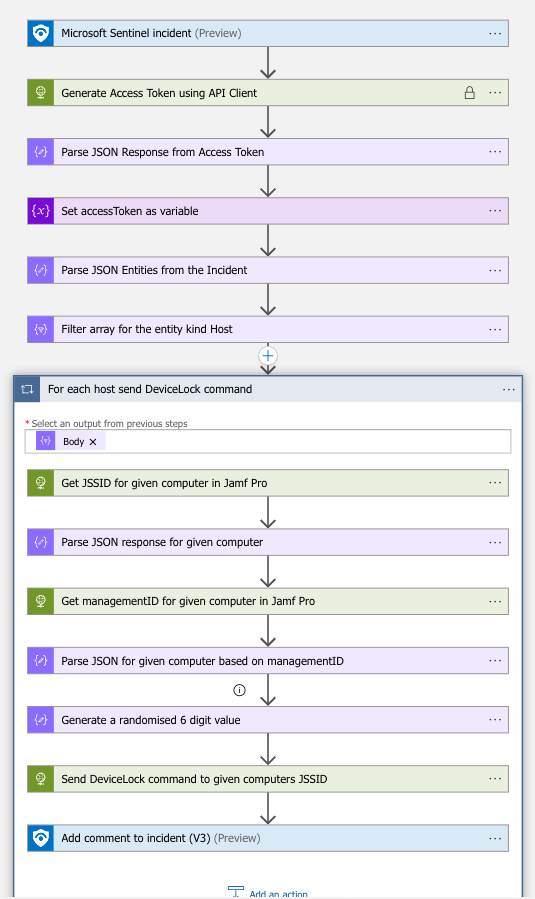 Microsoft Sentinel incident (Preview)
Generate Access Token using API Client
Parse JSON Response from Access Token
{x} Set accessToken as variable
Parse JSON Entities from the Incident
Filter array for the entity kind Host
For each host send DeviceLock command
* Select an output from previous steps
Body
Get JSSID for given computer in Jamf Pro
Parse JSON response for given computer
Get managementID for given computer in Jamf Pro
Parse JSON for given computer based on managementID
Generate a randomised 6 digit value
Send DeviceLock command to given computers JSSID
Add comment to incident (V3) (Preview)
Add an action